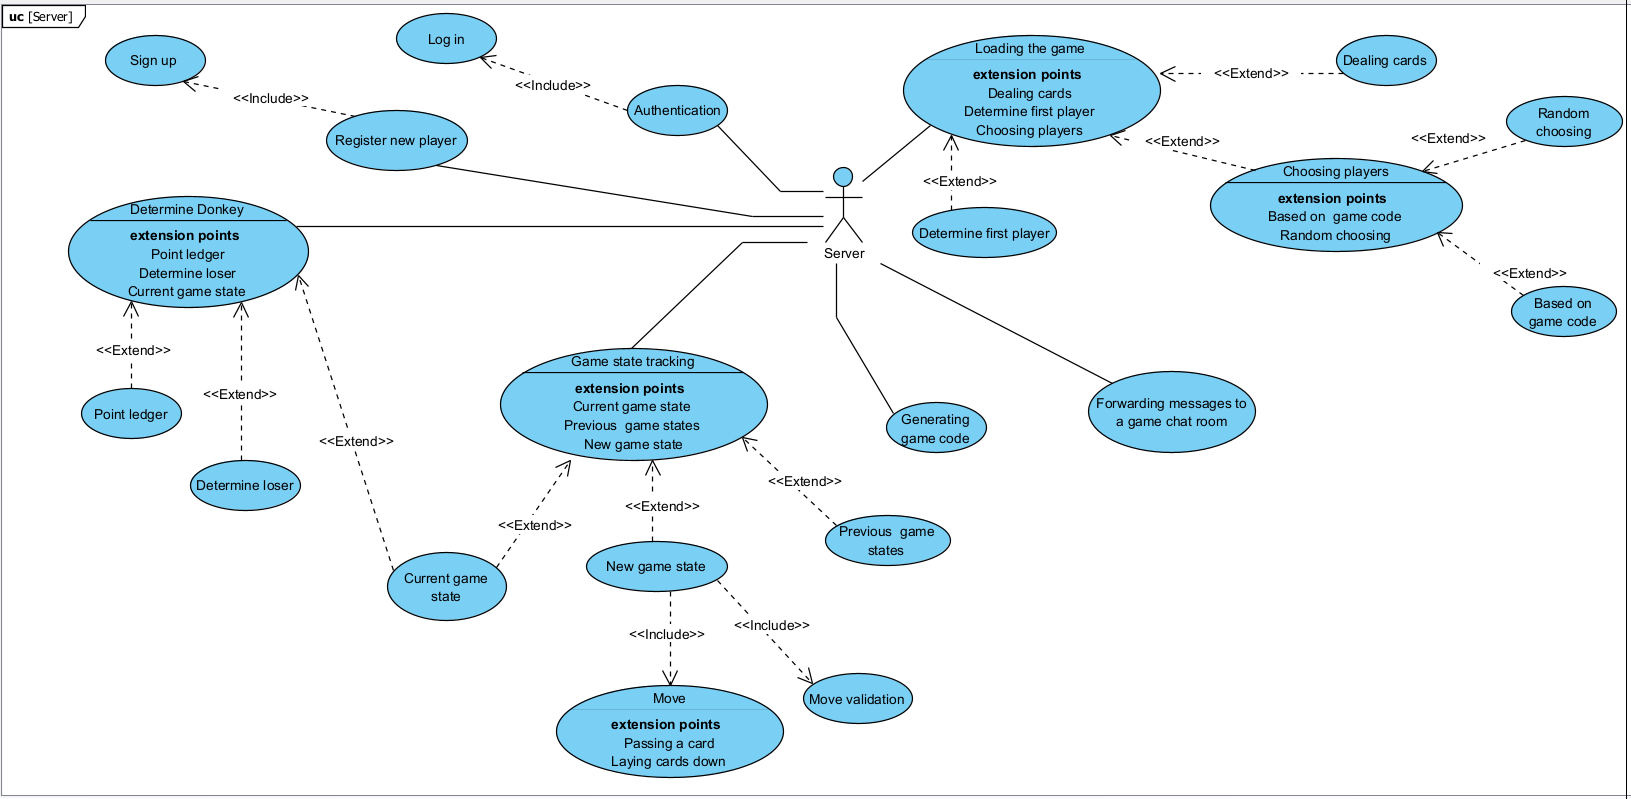 uc [Server]
Log in
Sign up
<<Include>>
<<Include>>
Authentication
Register new player
Loading the game
extension points
Dealing cards
Determine first player
Choosing players
<<Extend>>
Dealing cards
Random
choosing
<<Extend>>
<<Extend>>
Choosing players
extension points
Based on  game code
Random choosing
<<Extend>>
Determine first player
Server
<<Extend>>
Based on
game code
Determine Donkey
extension points
Point ledger
Determine loser
Current game state
<<Extend>>
Point ledger
<<Extend>>
Determine loser
<<Extend>>
Game state tracking
extension points
Current game state
Previous  game states
New game state
Generating
game code
Forwarding messages to
a game chat room
<<Extend>>
<<Extend>>
<<Extend>>
Previous  game
states
New game state
Current game
state
<<Include>>
<<Include>>
Move
extension points
Passing a card
Laying cards down
Move validation